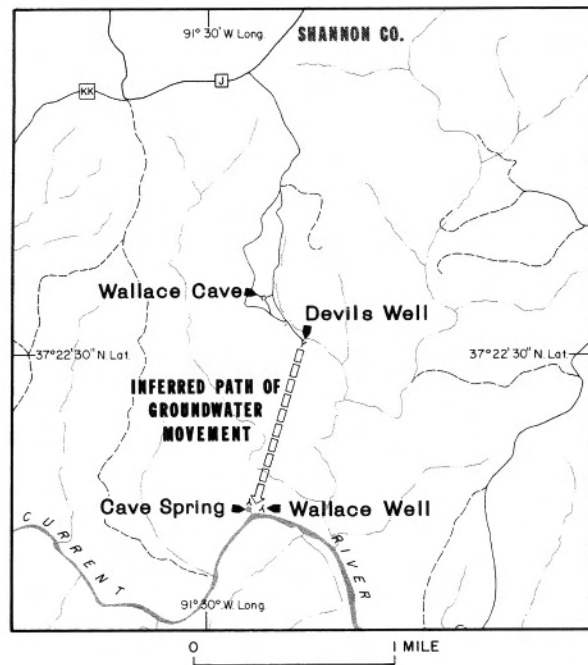 91° 30' W. Long.
SHANNON CO.
KK
J
Wallace Cave
Devils Well
37° 22' 30" N. Lat.
37° 22' 30" N. Lat.
INFERRED PATH OF
GROUNDWATER
MOVEMENT
Cave Spring
Wallace Well
CURRENT
RIVER
91° 30' W. Long.
0
1 MILE